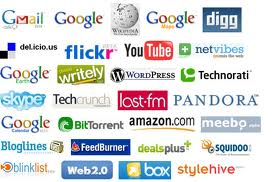 Gmail BETA
Google
WIKIPEDIA
Google
Maps
digg
del.icio.us
flickr
YouTube
netvibes
Google
Earth
writely
WORDPRESS
Technorati
skype
TechCrunch
last·fm
PANDORA
Google
Calendar
BitTorrent
amazon.com
meebo
Bloglines
FeedBurner
dealsplus+
SQUIDOO
blinklist
Web2.0
box
stylehive